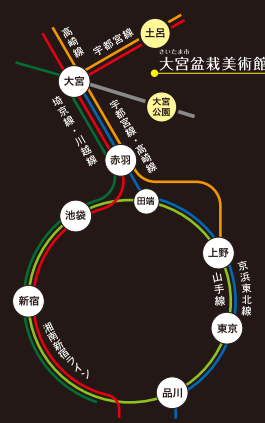 高崎線
宇都宮線
土呂
さいたま市
大宮盆栽美術館
大宮
大宮
公園
埼京線・川越線
宇都宮線・高崎線
赤羽
池袋
田端
上野
京浜東北線
山手線
新宿
東京
湘南新宿ライン
品川